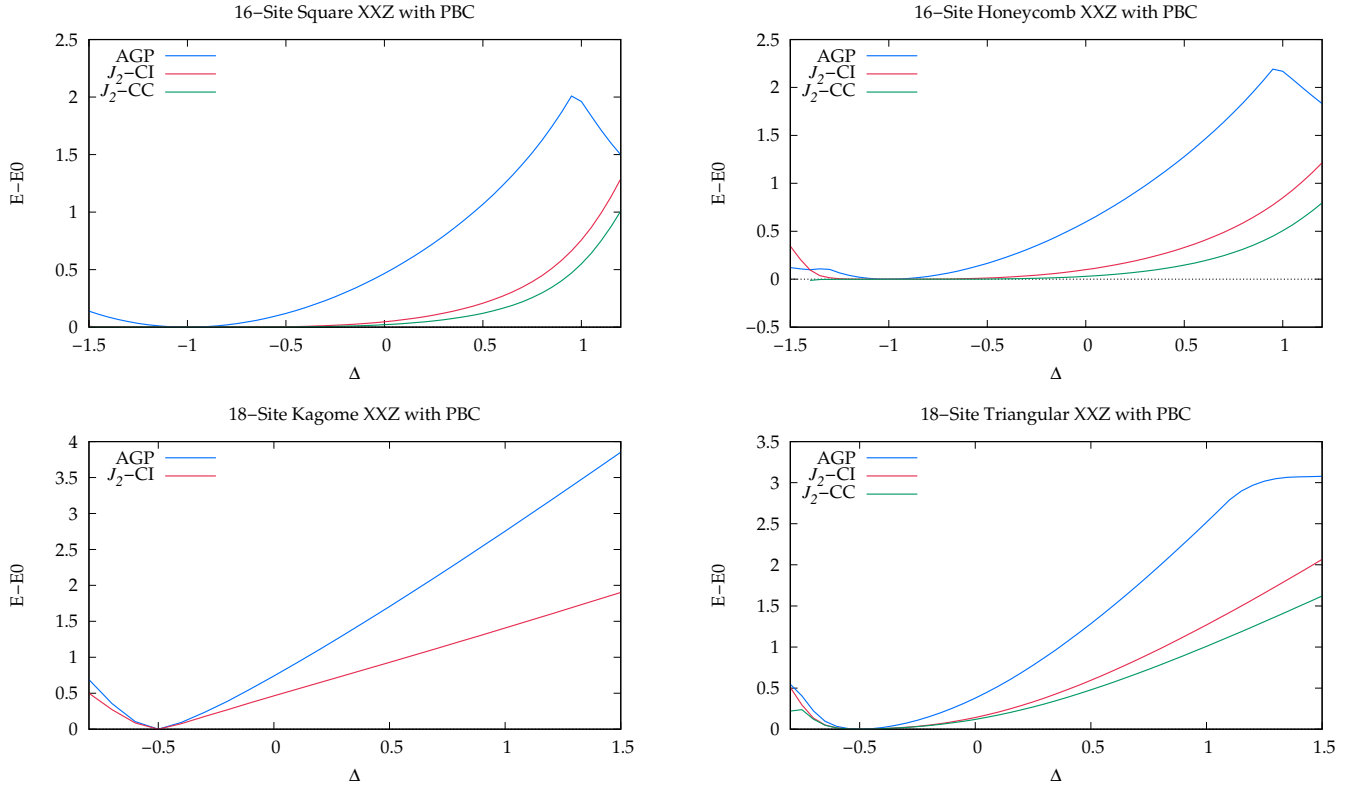 16−Site Square XXZ with PBC
E−E0
2.5
2
1.5
1
0.5
0
AGP
J₂−CI
J₂−CC
−1.5 −1 −0.5 0 0.5 1
Δ
16−Site Honeycomb XXZ with PBC
E−E0
2.5
2
1.5
1
0.5
0
−0.5
AGP
J₂−CI
J₂−CC
−1.5 −1 −0.5 0 0.5 1
Δ
18−Site Kagome XXZ with PBC
E−E0
4
3.5
3
2.5
2
1.5
1
0.5
0
AGP
J₂−CI
−0.5 0 0.5 1 1.5
Δ
18−Site Triangular XXZ with PBC
E−E0
3.5
3
2.5
2
1.5
1
0.5
0
AGP
J₂−CI
J₂−CC
−0.5 0 0.5 1 1.5
Δ